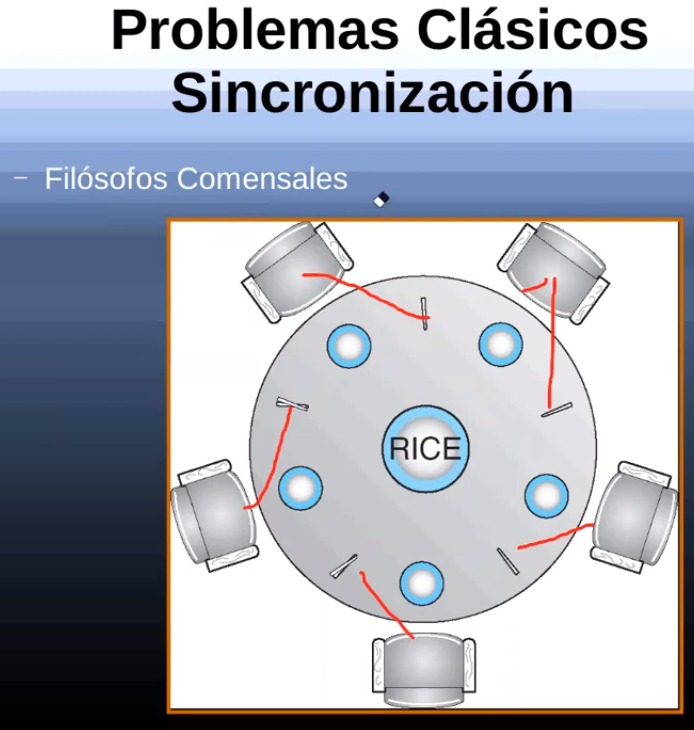 Problemas Clásicos
Sincronización
– Filósofos Comensales
RICE